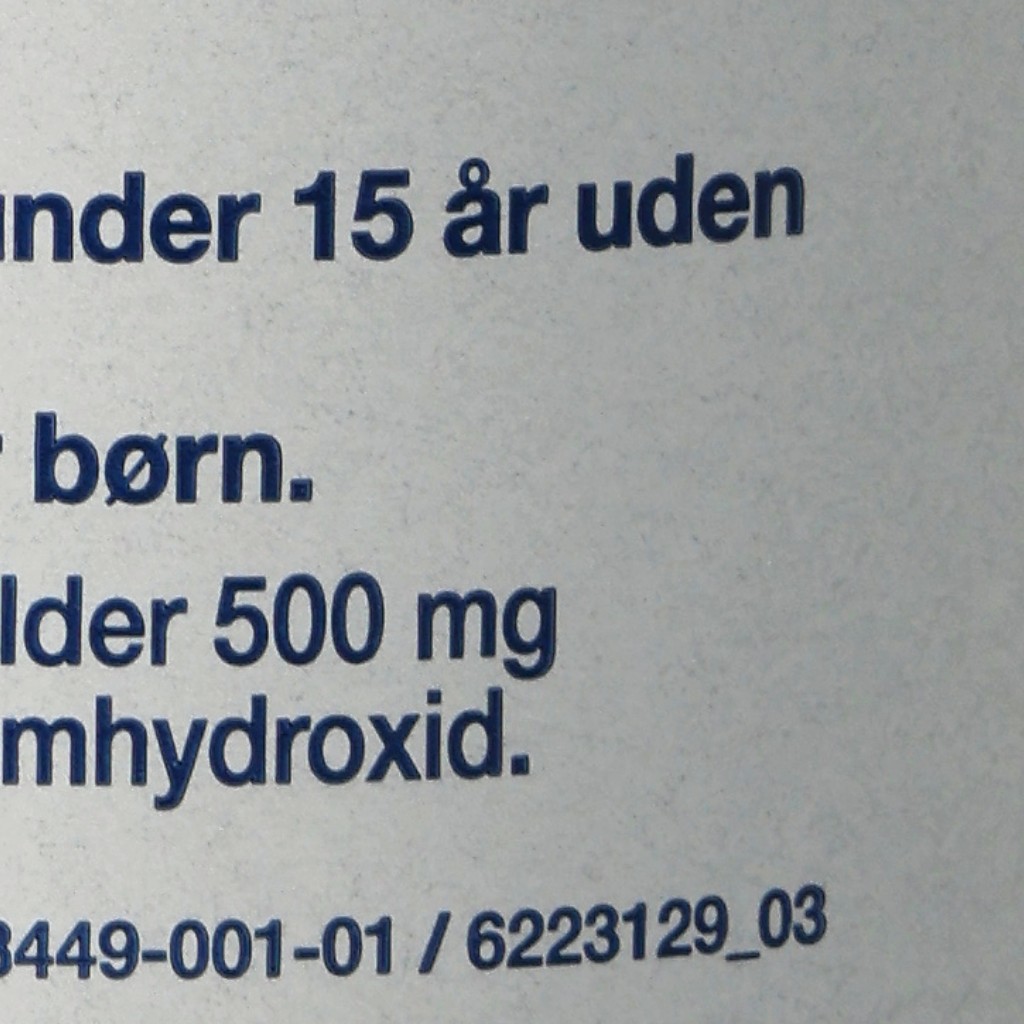 under 15 år uden
børn.
lder 500 mg
mhydroxid.
3449-001-01 / 6223129_03